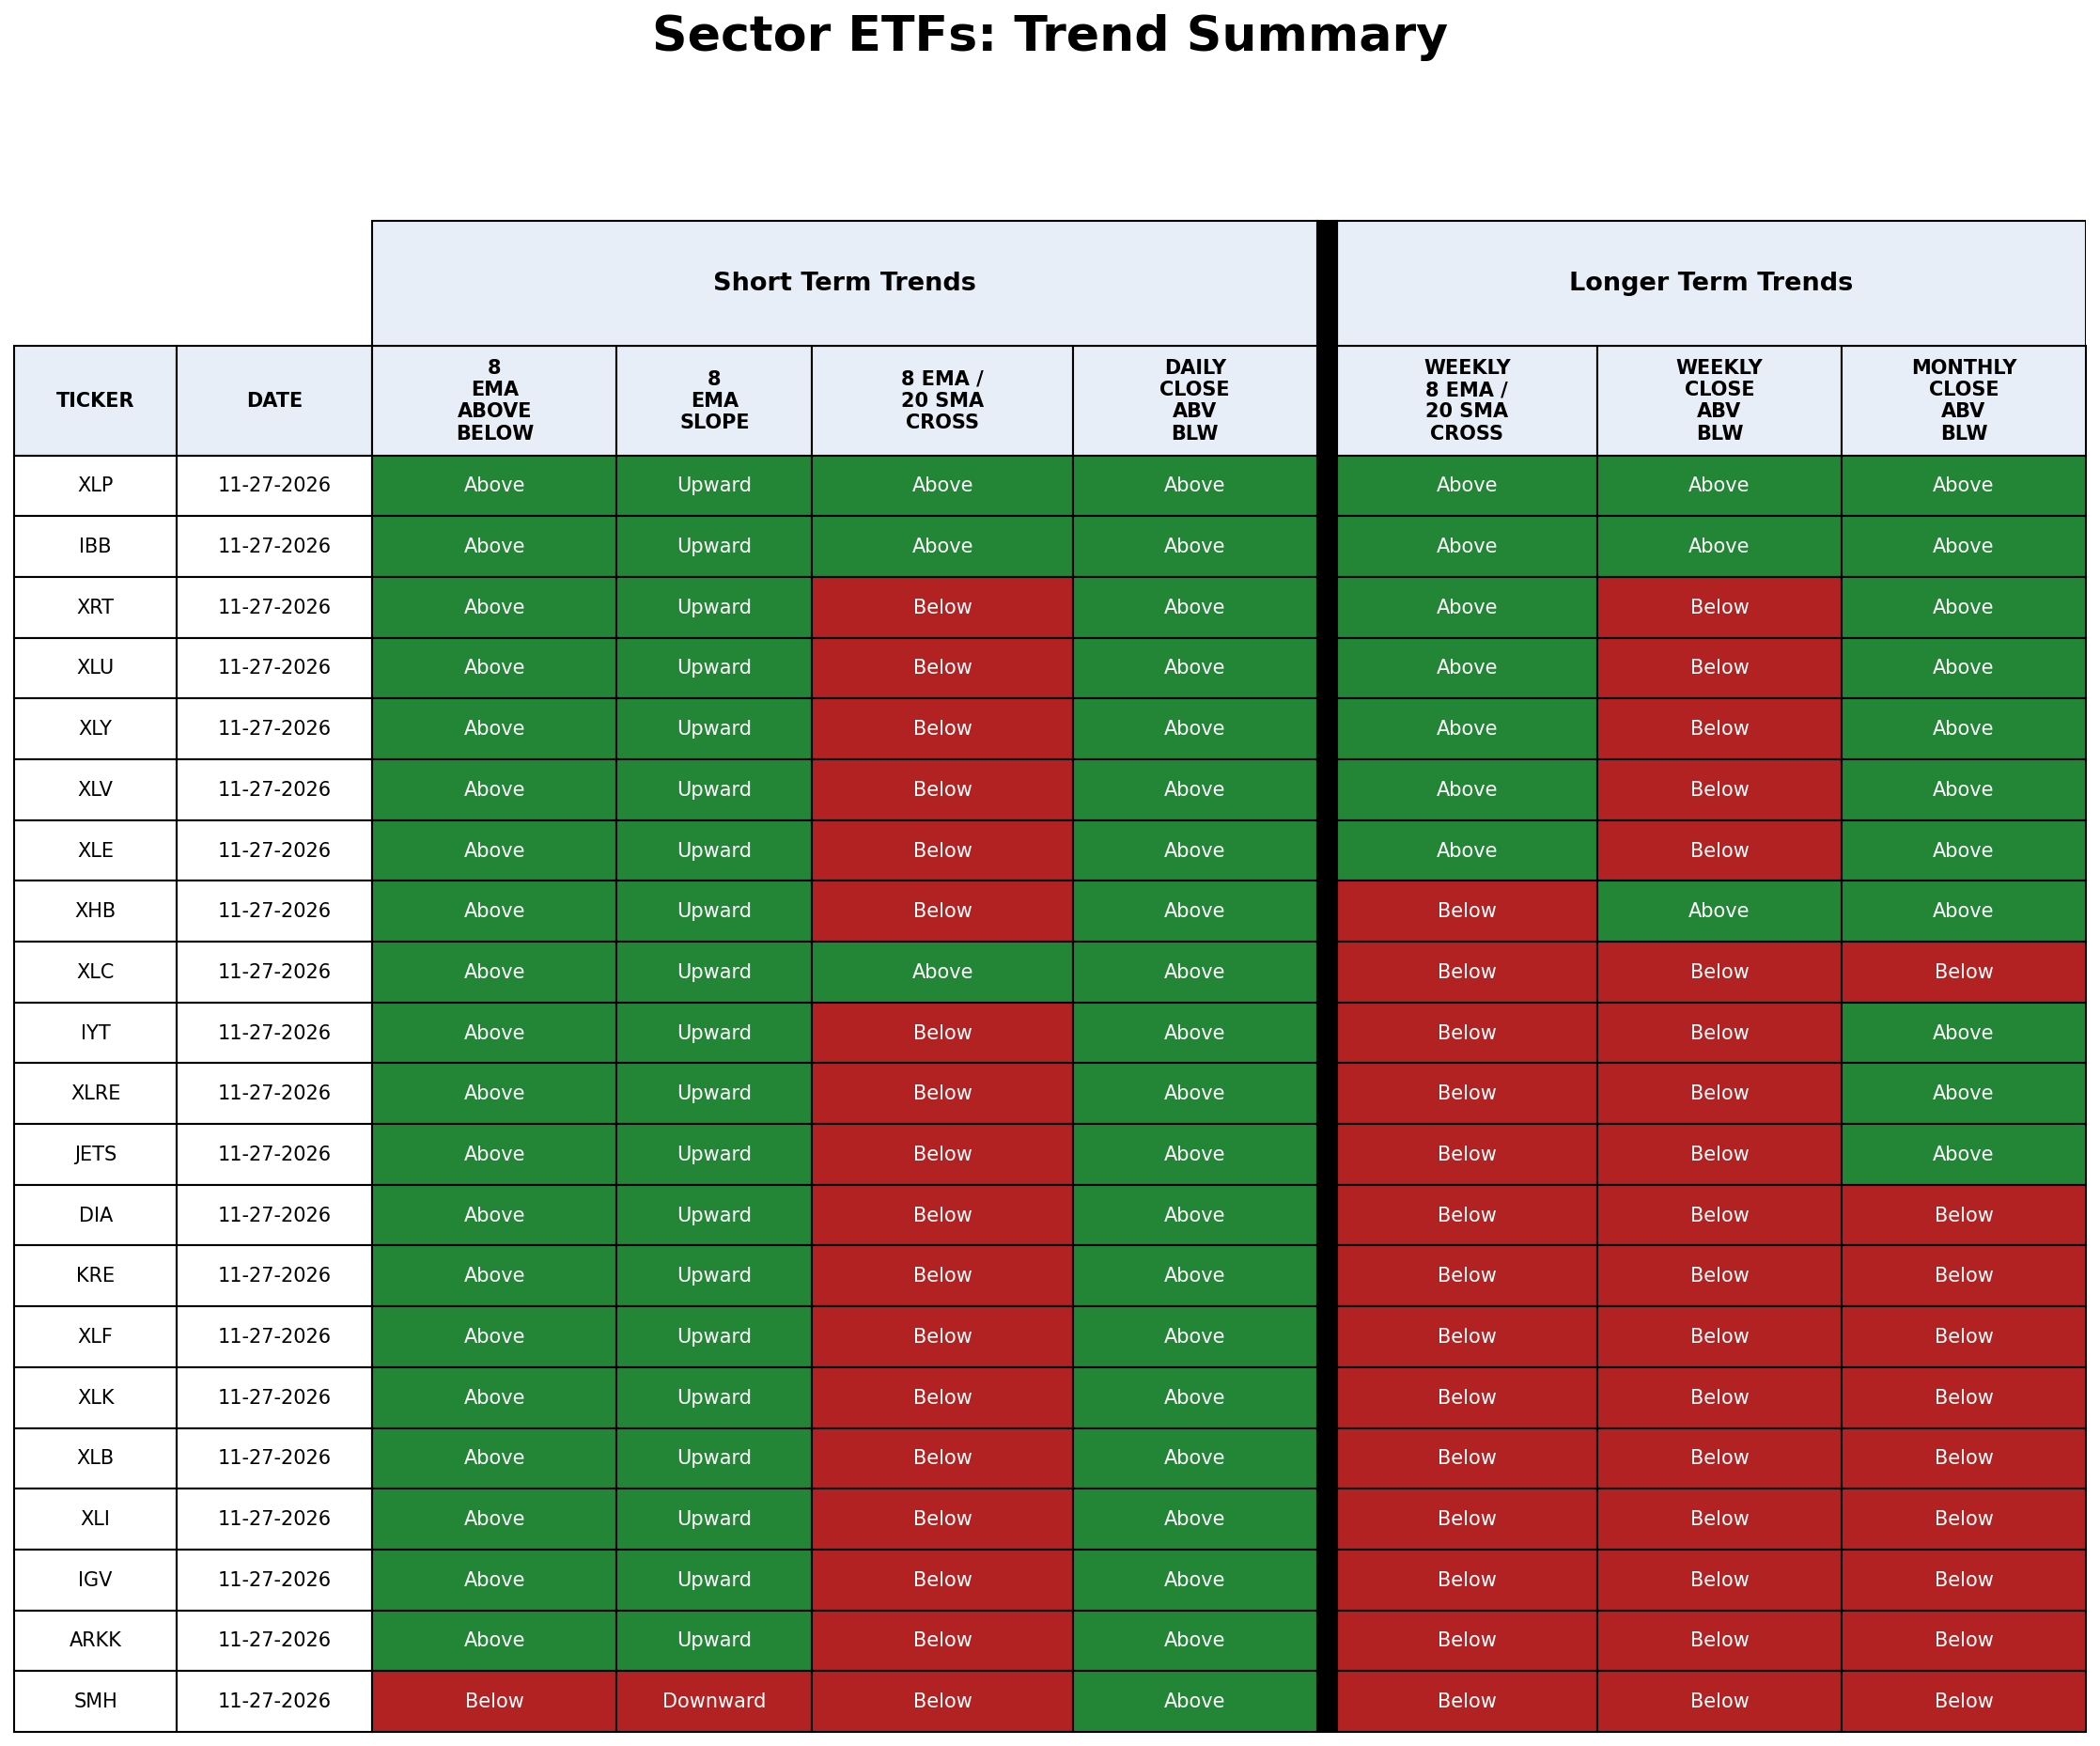 Sector ETFs: Trend Summary
Short Term Trends Longer Term Trends
TICKER DATE 8 EMA ABOVE BELOW 8 EMA SLOPE 8 EMA / 20 SMA CROSS DAILY CLOSE ABV BLW WEEKLY 8 EMA / 20 SMA CROSS WEEKLY CLOSE ABV BLW MONTHLY CLOSE ABV BLW
XLP 11-27-2026 Above Upward Above Above Above Above Above
IBB 11-27-2026 Above Upward Above Above Above Above Above
XRT 11-27-2026 Above Upward Below Above Above Below Above
XLU 11-27-2026 Above Upward Below Above Above Below Above
XLY 11-27-2026 Above Upward Below Above Above Below Above
XLV 11-27-2026 Above Upward Below Above Above Below Above
XLE 11-27-2026 Above Upward Below Above Above Below Above
XHB 11-27-2026 Above Upward Below Above Below Above Above
XLC 11-27-2026 Above Upward Above Above Below Below Below
IYT 11-27-2026 Above Upward Below Above Below Below Above
XLRE 11-27-2026 Above Upward Below Above Below Below Above
JETS 11-27-2026 Above Upward Below Above Below Below Above
DIA 11-27-2026 Above Upward Below Above Below Below Below
KRE 11-27-2026 Above Upward Below Above Below Below Below
XLF 11-27-2026 Above Upward Below Above Below Below Below
XLK 11-27-2026 Above Upward Below Above Below Below Below
XLB 11-27-2026 Above Upward Below Above Below Below Below
XLI 11-27-2026 Above Upward Below Above Below Below Below
IGV 11-27-2026 Above Upward Below Above Below Below Below
ARKK 11-27-2026 Above Upward Below Above Below Below Below
SMH 11-27-2026 Below Downward Below Above Below Below Below